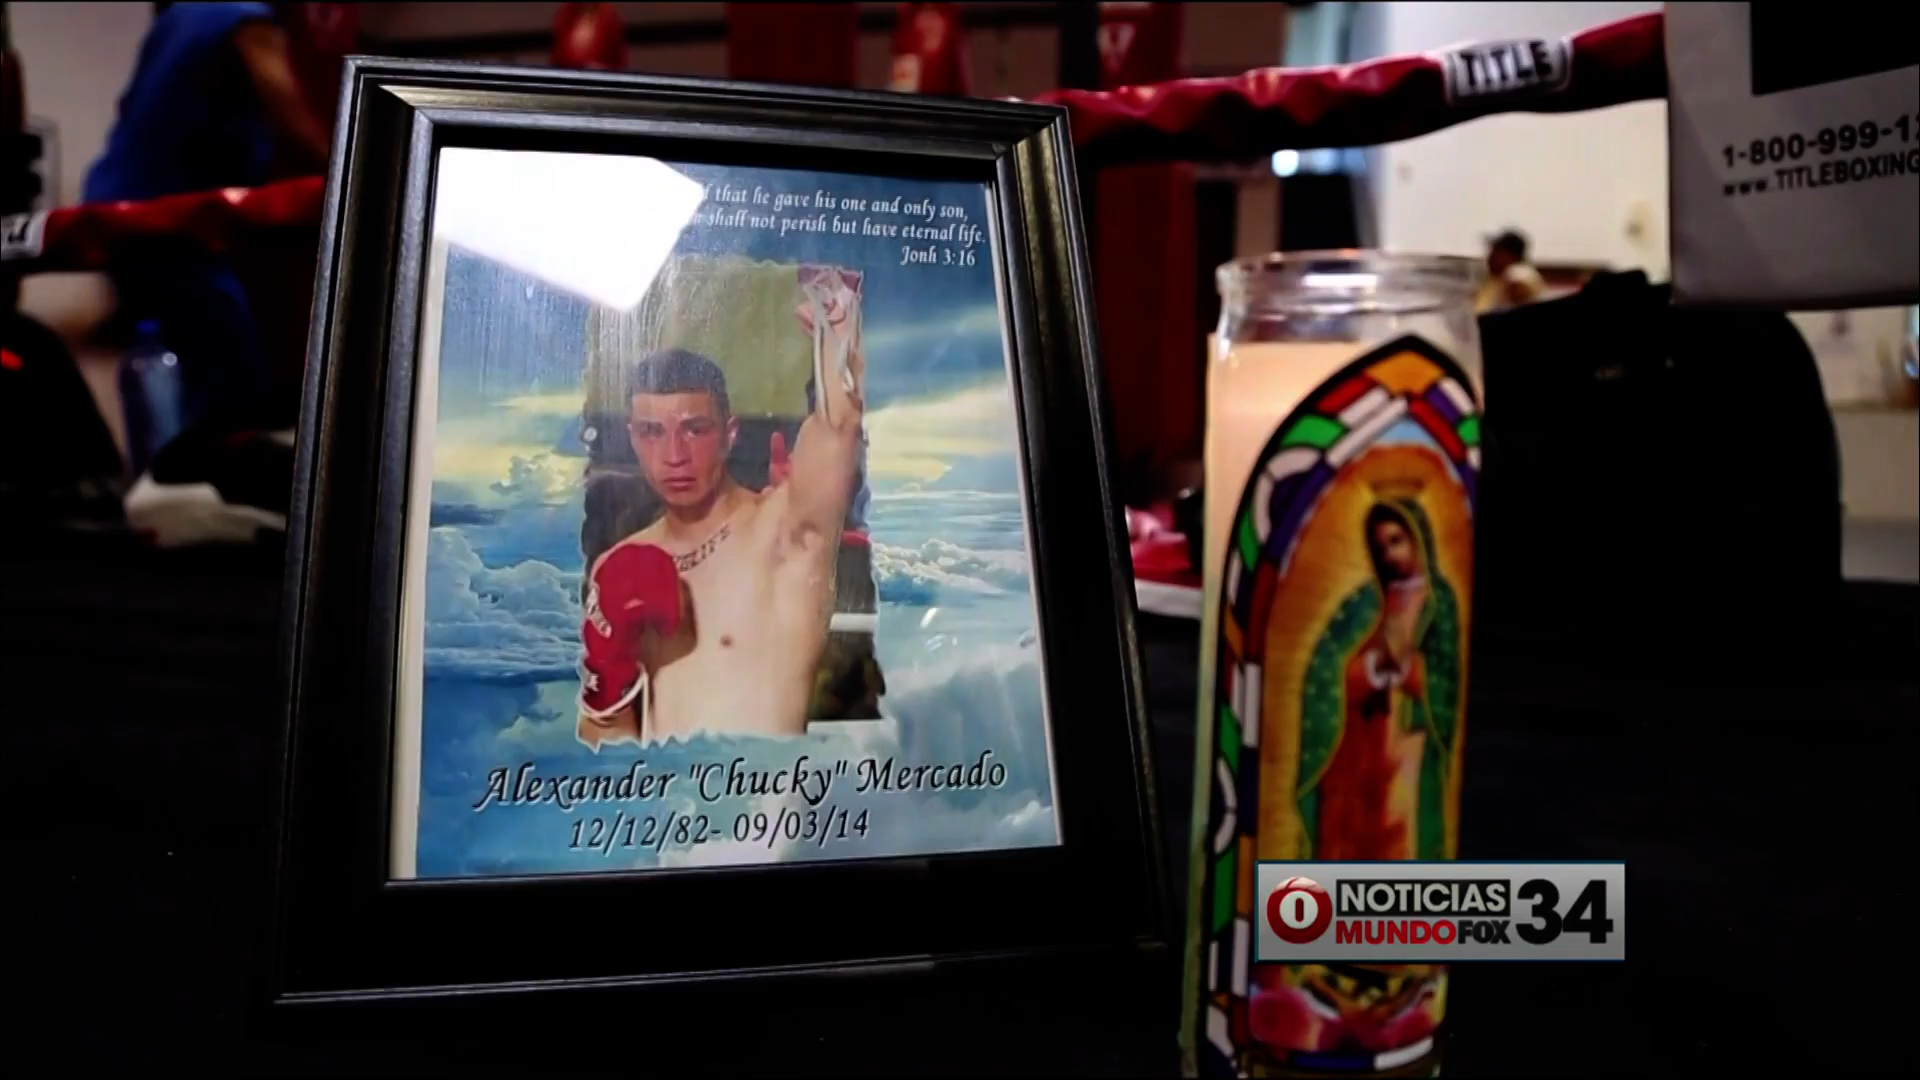 TITLE
1-800-999-1
www.TITLEBOXING
that he gave his one and only son,
shall not perish but have eternal life.
Jonh 3:16
Alexander "Chucky" Mercado
12/12/82- 09/03/14
NOTICIAS
MUNDOFOX
34